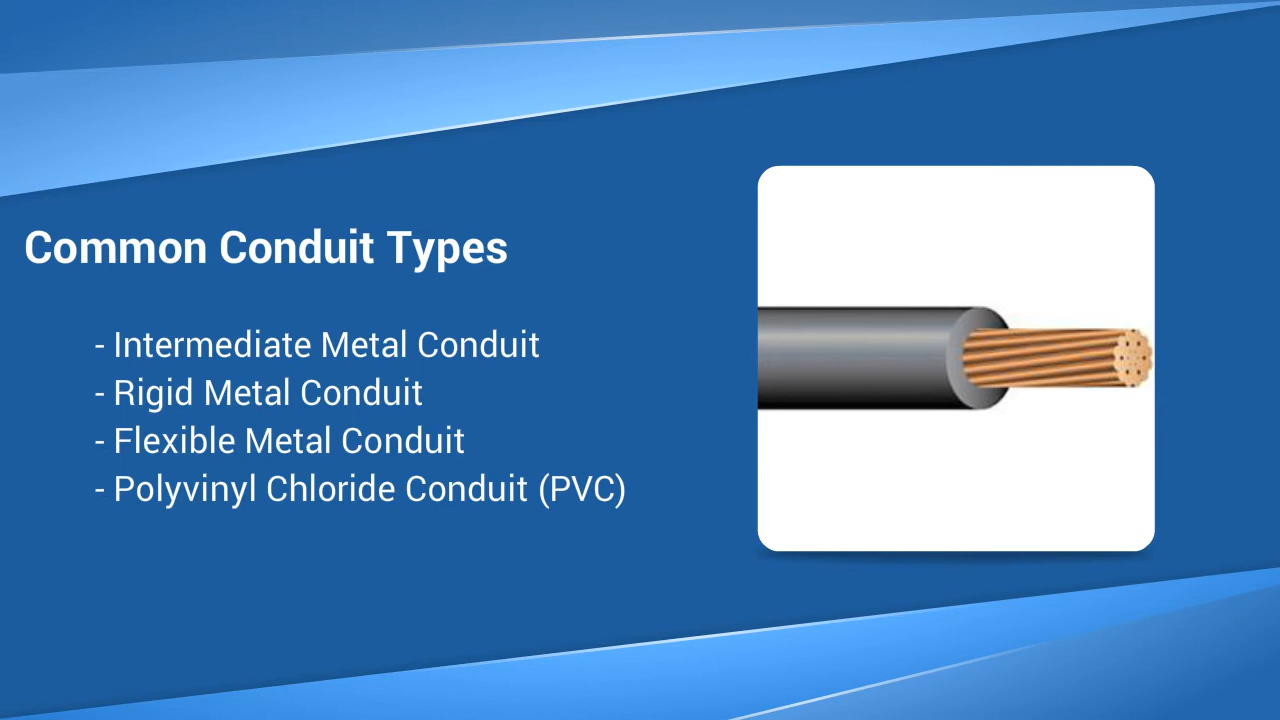 Common Conduit Types
- Intermediate Metal Conduit
- Rigid Metal Conduit
- Flexible Metal Conduit
- Polyvinyl Chloride Conduit (PVC)